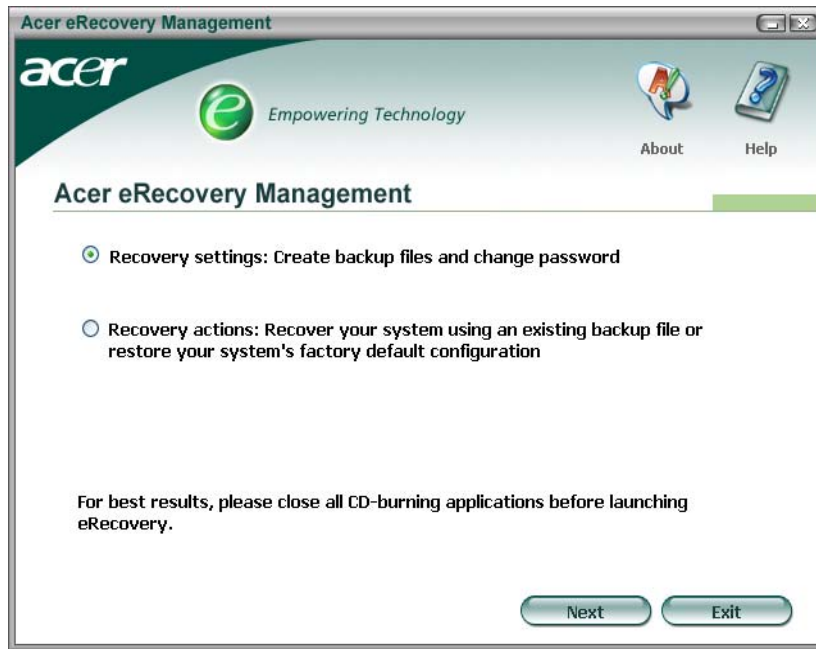 Acer eRecovery Management
acer
e Empowering Technology
About
Help
Acer eRecovery Management
Recovery settings: Create backup files and change password
Recovery actions: Recover your system using an existing backup file or
restore your system's factory default configuration
For best results, please close all CD-burning applications before launching
eRecovery.
Next
Exit